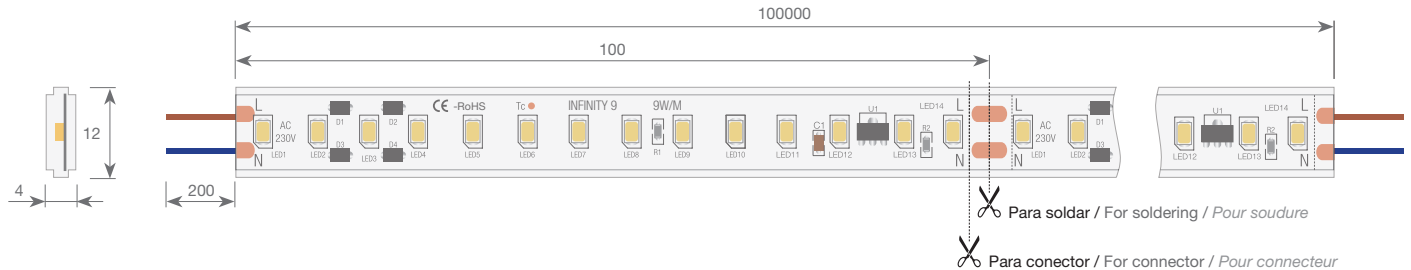 100000
100
12
4
200
L
N
AC
230V
LED1
LED2
D1
D3
LED3
D2
D4
LED4
CE -RoHS
LED5
Tc
LED6
INFINITY 9
LED7
LED8
9W/M
R1
LED9
LED10
LED11
C1
LED12
U1
LED13
R2
LED14
L
N
AC
230V
LED1
LED2
D1
D3
LED12
U1
LED13
R2
LED14
L
N
Para soldar / For soldering / Pour soudure
Para conector / For connector / Pour connecteur